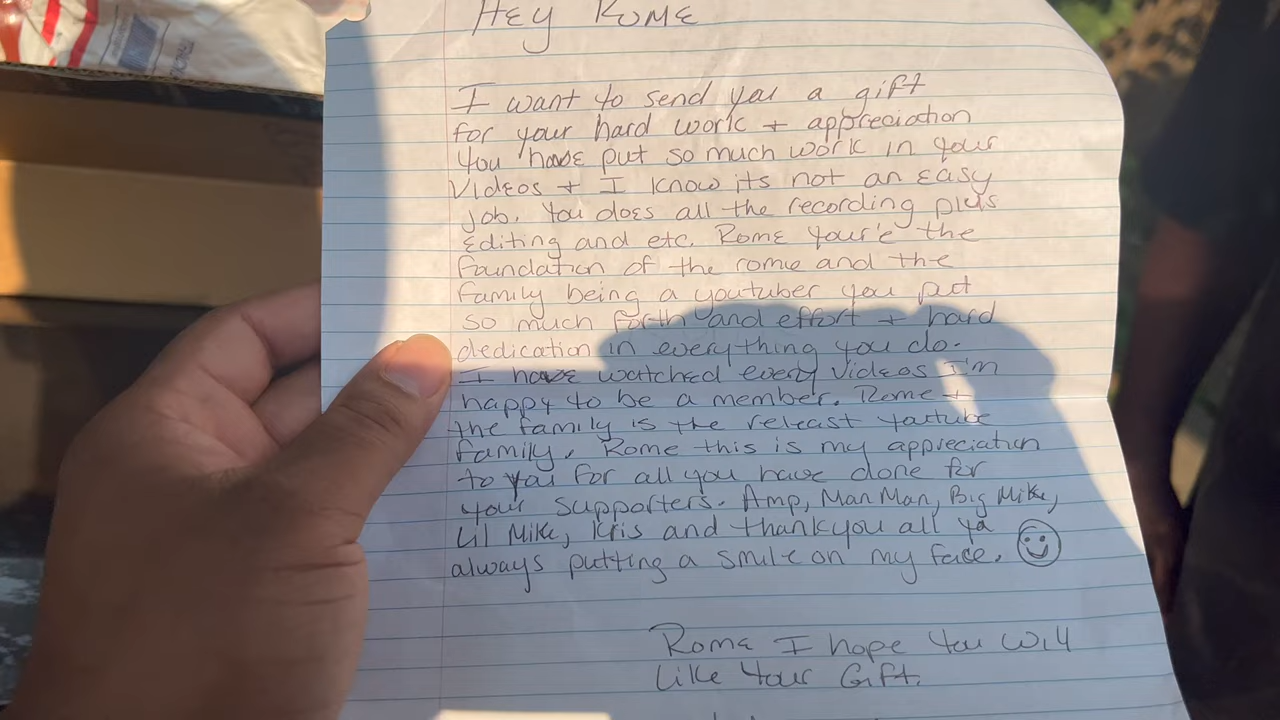 HEY ROME
I want to send you a gift
for your hard work + appreciation
You have put so much work in your
Videos + I know its not an Easy
job. You does all the recording plus
Editing and etc. Rome your'e the
foundation of the rome and the
family being a youtuber you put
so much forth and effort + hard
dedication in everything you do.
I have watched every videos I'm
happy to be a member. Rome +
the family is the releast youtube
family. Rome this is my appreciation
to you for all you have done for
your supporters. Amp, Man Man, Big Mike,
Lil Mike, Kris and thankyou all ya
always putting a smile on my face.
Rome I hope you will
like your Gift.